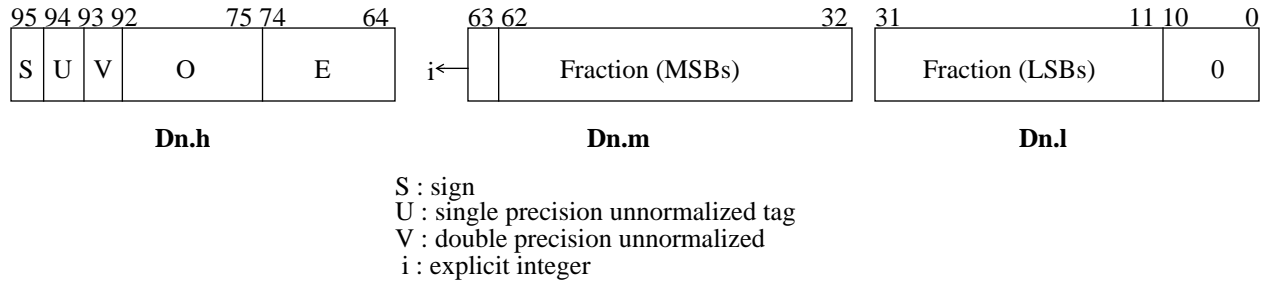 95 94 93 92 75 74 64 63 62 32 31 11 10 0
S U V O E i Fraction (MSBs) Fraction (LSBs) 0
Dn.h Dn.m Dn.l
S : sign
U : single precision unnormalized tag
V : double precision unnormalized
i : explicit integer